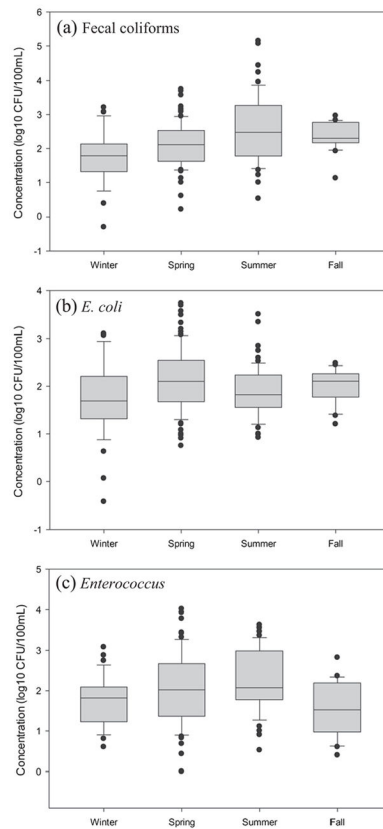 (a) Fecal coliforms
Concentration (log10 CFU/100mL)
6
5
4
3
2
1
0
-1
Winter Spring Summer Fall
(b) E. coli
Concentration (log10 CFU/100mL)
4
3
2
1
0
-1
Winter Spring Summer Fall
(c) Enterococcus
Concentration (log10 CFU/100mL)
5
4
3
2
1
0
Winter Spring Summer Fall